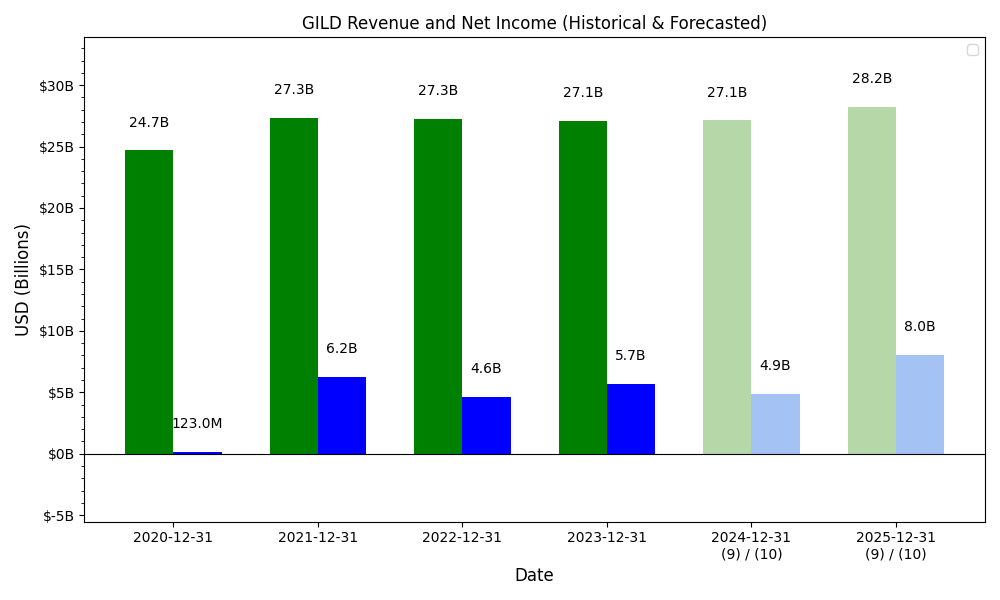 GILD Revenue and Net Income (Historical & Forecasted)
USD (Billions)
$30B
$25B
$20B
$15B
$10B
$5B
$0B
$-5B
24.7B
123.0M
27.3B
6.2B
27.3B
4.6B
27.1B
5.7B
27.1B
4.9B
28.2B
8.0B
2020-12-31
2021-12-31
2022-12-31
2023-12-31
2024-12-31
(9) / (10)
2025-12-31
(9) / (10)
Date